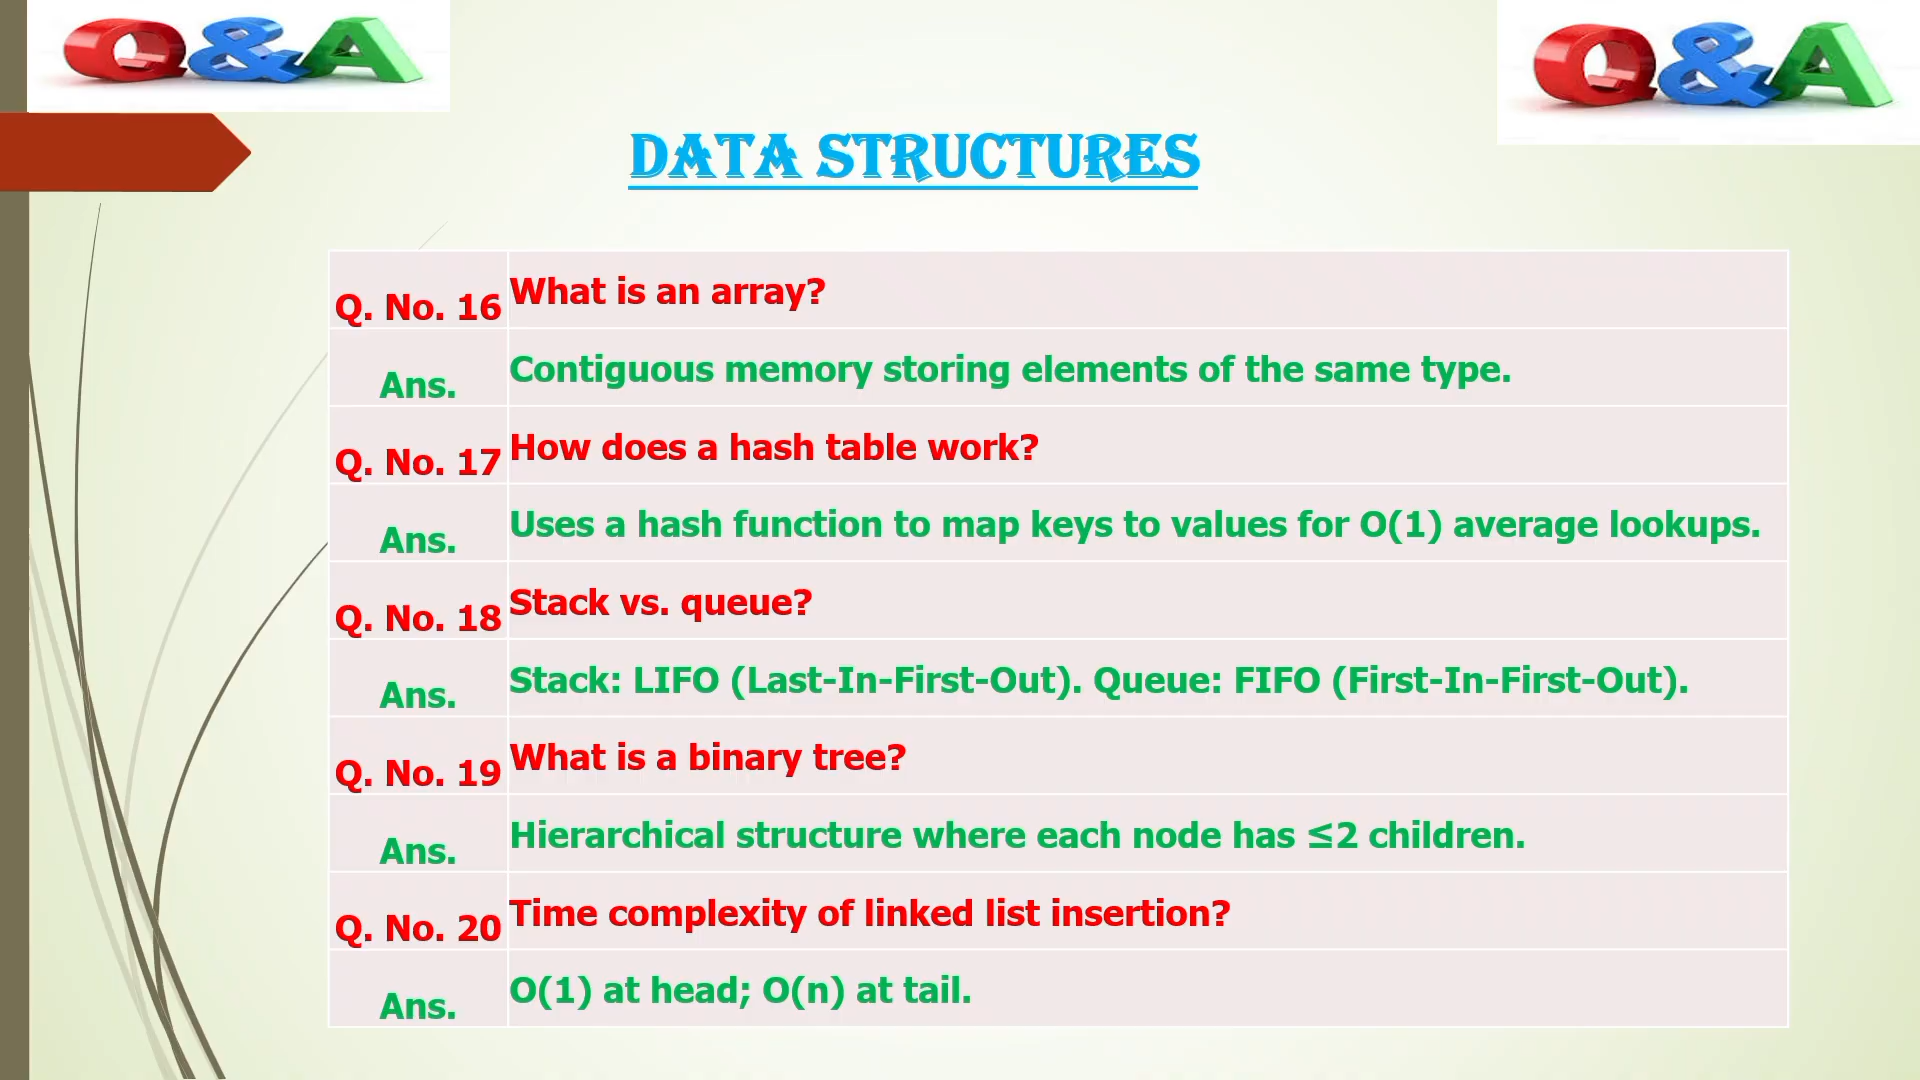 Q&A
Q&A
DATA STRUCTURES
Q. No. 16 What is an array?
Ans. Contiguous memory storing elements of the same type.
Q. No. 17 How does a hash table work?
Ans. Uses a hash function to map keys to values for O(1) average lookups.
Q. No. 18 Stack vs. queue?
Ans. Stack: LIFO (Last-In-First-Out). Queue: FIFO (First-In-First-Out).
Q. No. 19 What is a binary tree?
Ans. Hierarchical structure where each node has ≤2 children.
Q. No. 20 Time complexity of linked list insertion?
Ans. O(1) at head; O(n) at tail.